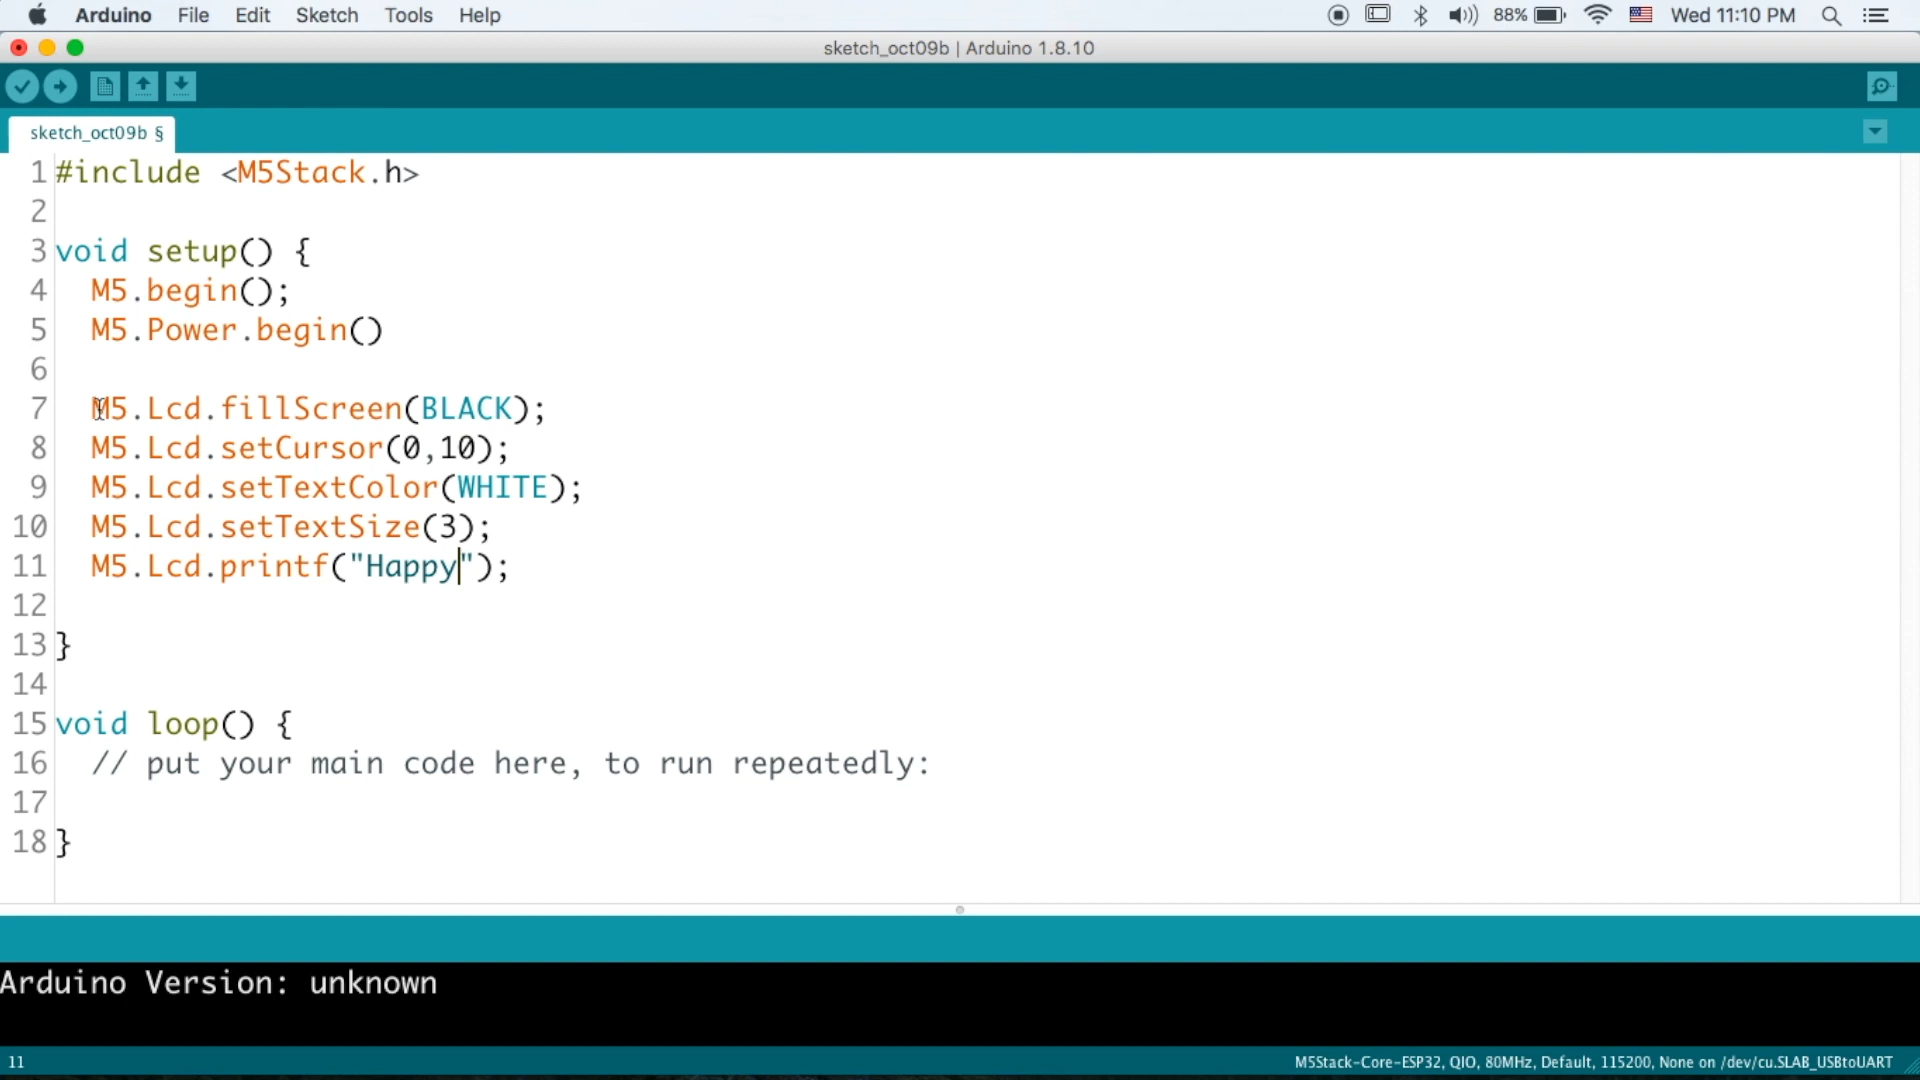 Arduino File Edit Sketch Tools Help 88% Wed 11:10 PM
sketch_oct09b | Arduino 1.8.10
sketch_oct09b §
1 #include <M5Stack.h>
2
3 void setup() {
4 M5.begin();
5 M5.Power.begin()
6
7 M5.Lcd.fillScreen(BLACK);
8 M5.Lcd.setCursor(0,10);
9 M5.Lcd.setTextColor(WHITE);
10 M5.Lcd.setTextSize(3);
11 M5.Lcd.printf("Happy");
12
13 }
14
15 void loop() {
16 // put your main code here, to run repeatedly:
17
18 }
Arduino Version: unknown
11 M5Stack-Core-ESP32, QIO, 80MHz, Default, 115200, None on /dev/cu.SLAB_USBtoUART